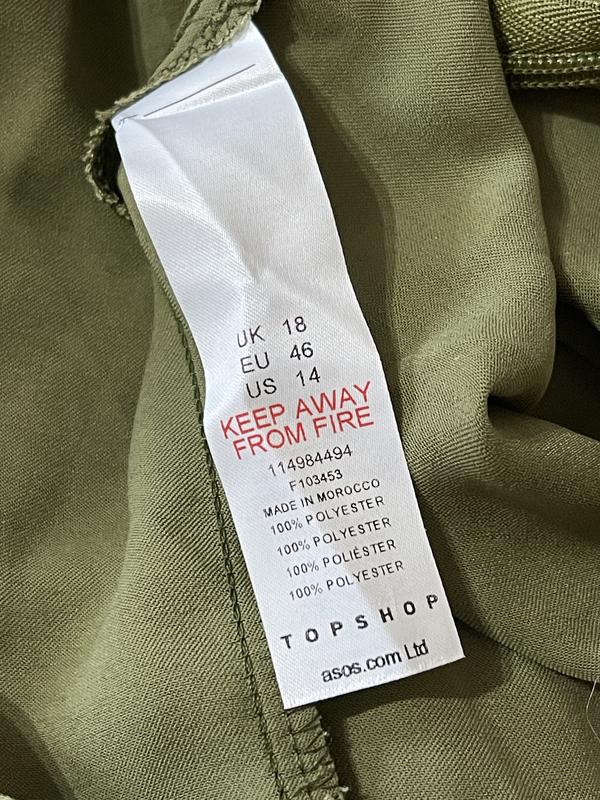 UK 18
EU 46
US 14
KEEP AWAY
FROM FIRE
114984494
F103453
MADE IN MOROCCO
100% POLYESTER
100% POLYESTER
100% POLIÉSTER
100% POLYESTER
TOPSHOP
asos.com Ltd